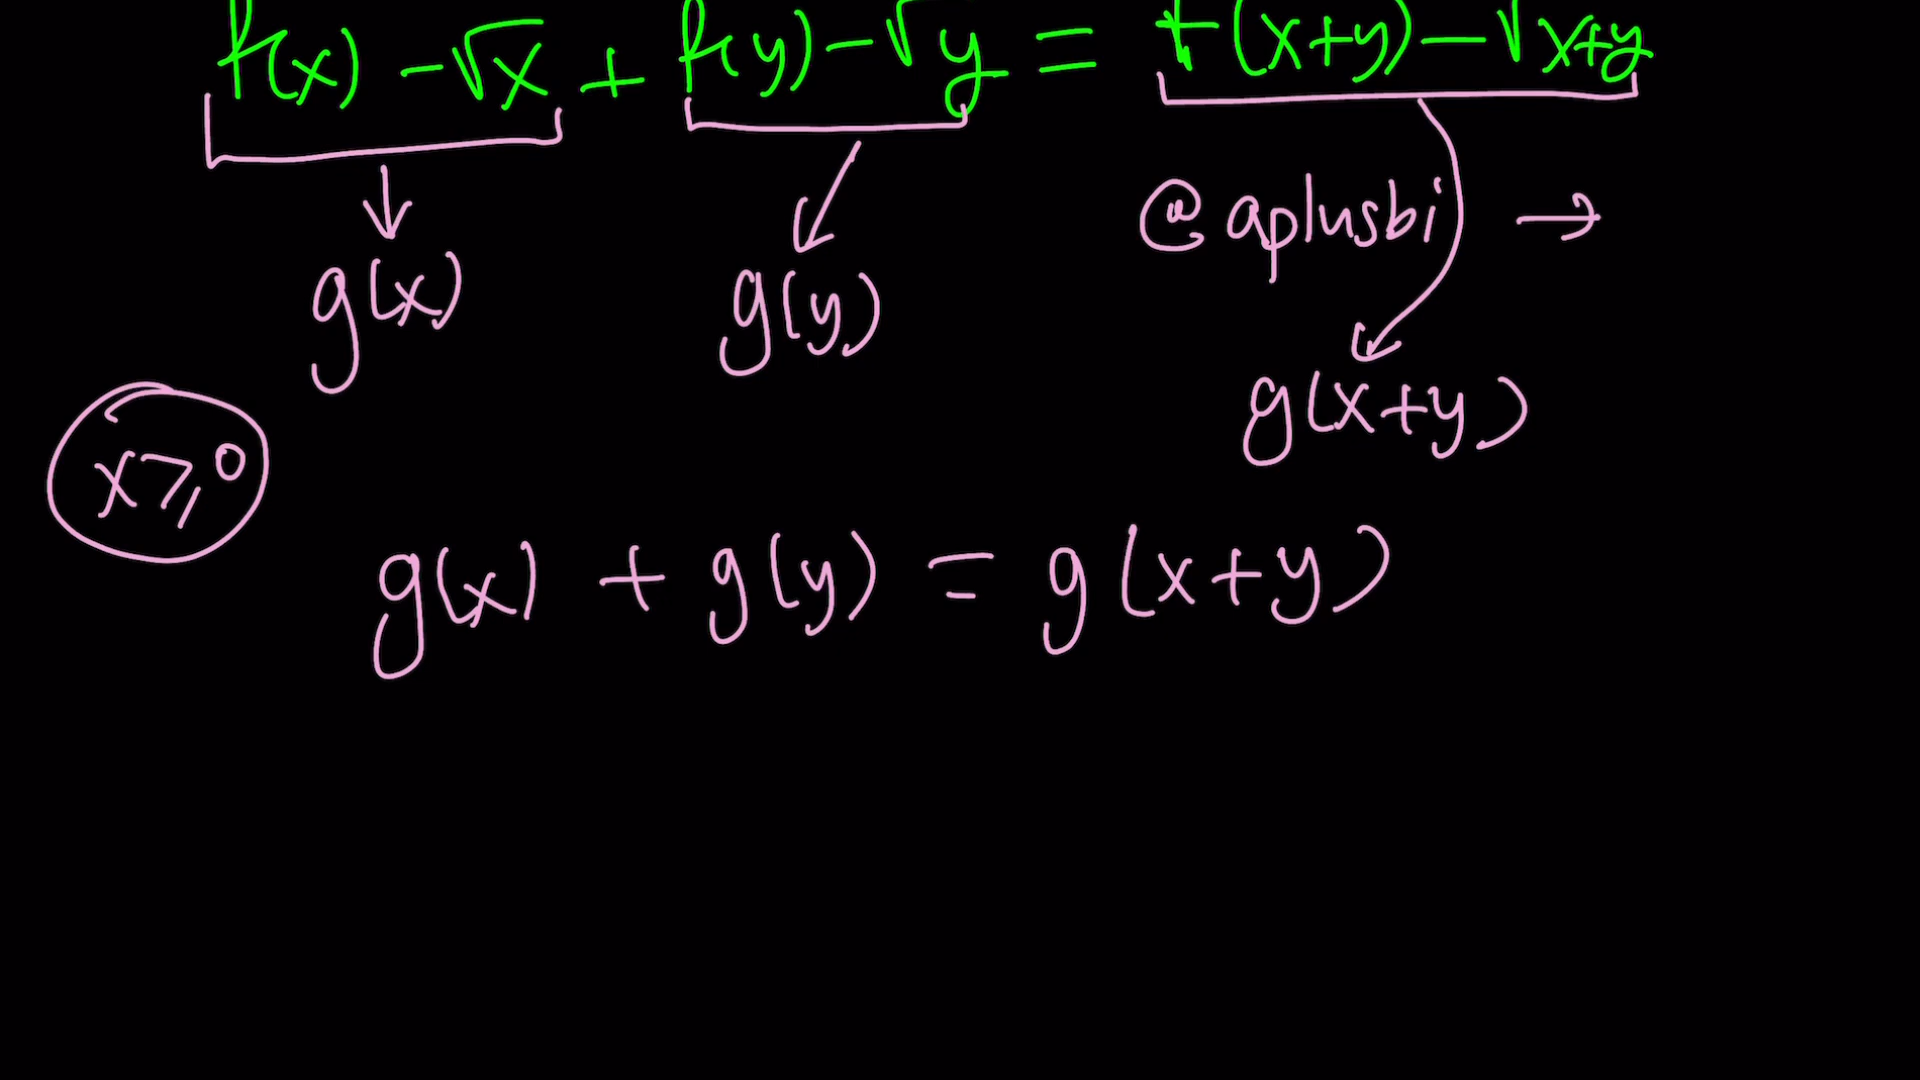 f(x) - √x + f(y) - √y = f(x+y) - √x+y
@aplusbi →
g(x) g(y)
g(x+y)
x⩾0
g(x) + g(y) = g(x+y)